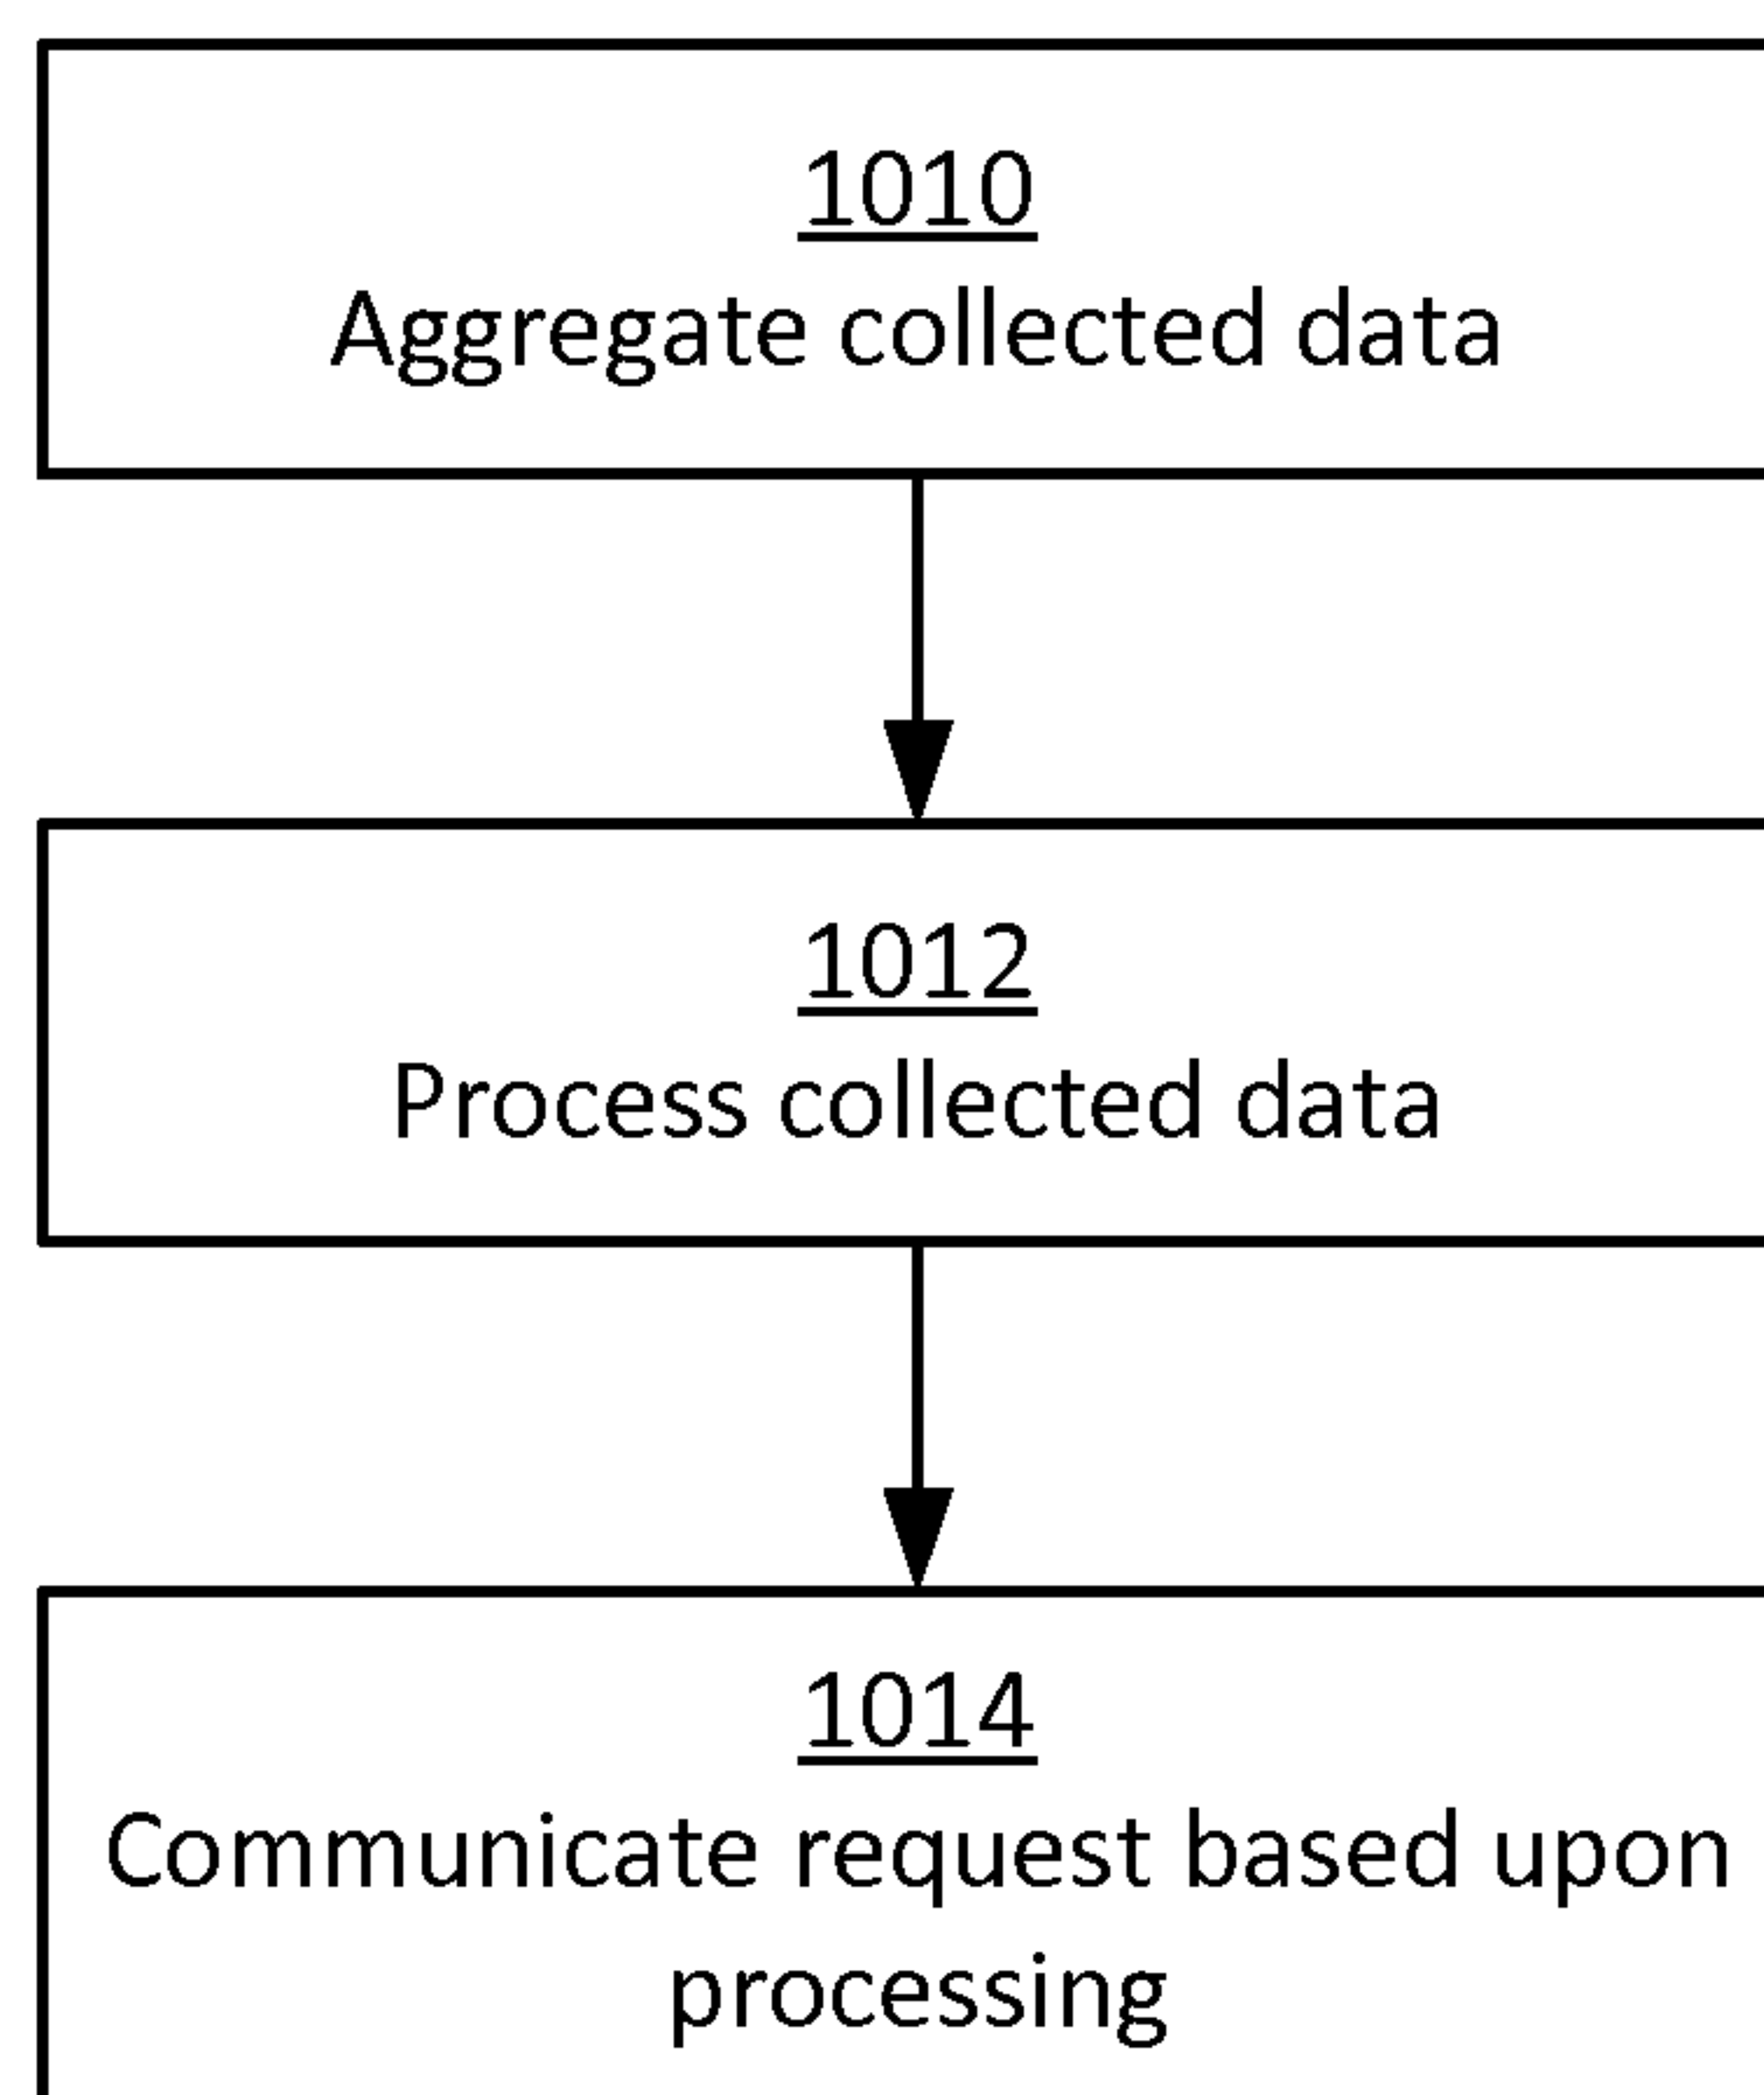 1010
Aggregate collected data
1012
Process collected data
1014
Communicate request based upon
processing